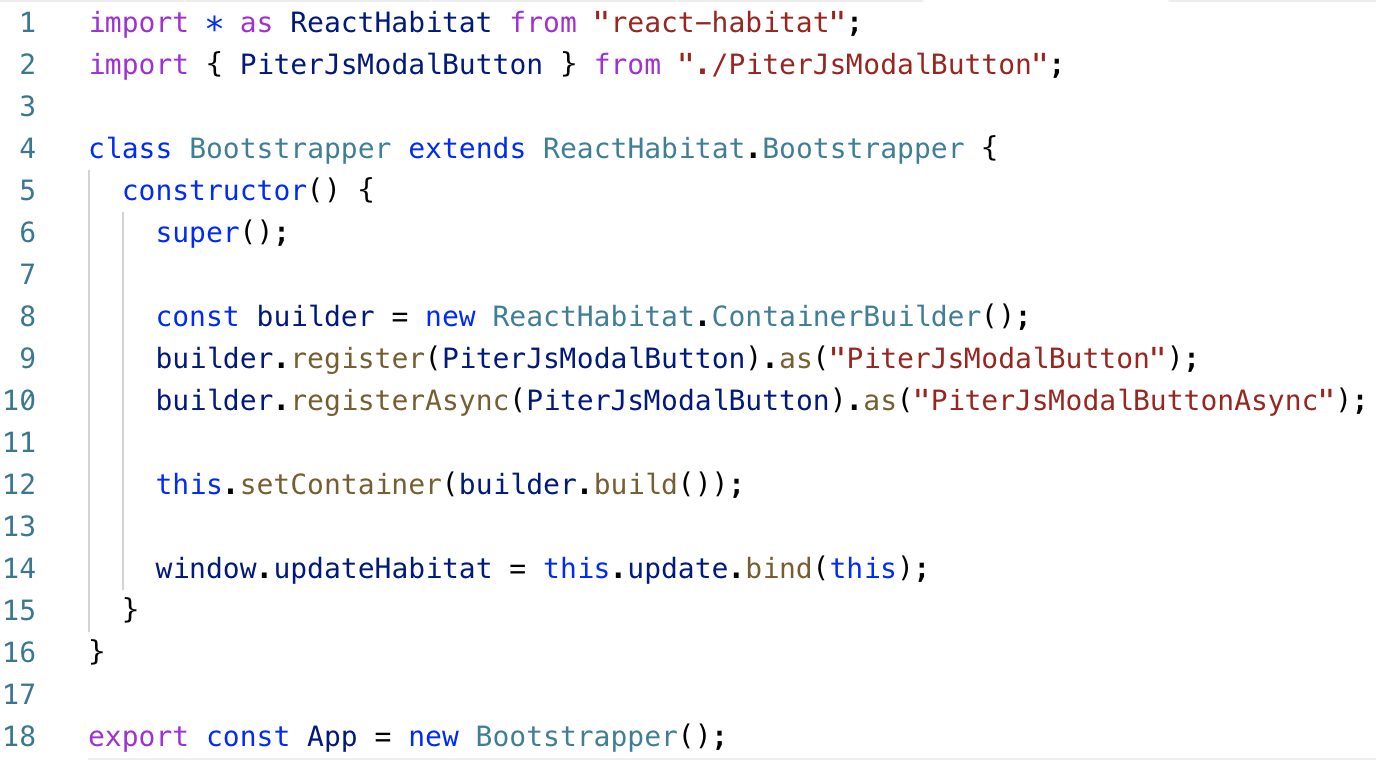 1 import * as ReactHabitat from "react-habitat";
2 import { PiterJsModalButton } from "./PiterJsModalButton";
3
4 class Bootstrapper extends ReactHabitat.Bootstrapper {
5 constructor() {
6 super();
7
8 const builder = new ReactHabitat.ContainerBuilder();
9 builder.register(PiterJsModalButton).as("PiterJsModalButton");
10 builder.registerAsync(PiterJsModalButton).as("PiterJsModalButtonAsync");
11
12 this.setContainer(builder.build());
13
14 window.updateHabitat = this.update.bind(this);
15 }
16 }
17
18 export const App = new Bootstrapper();